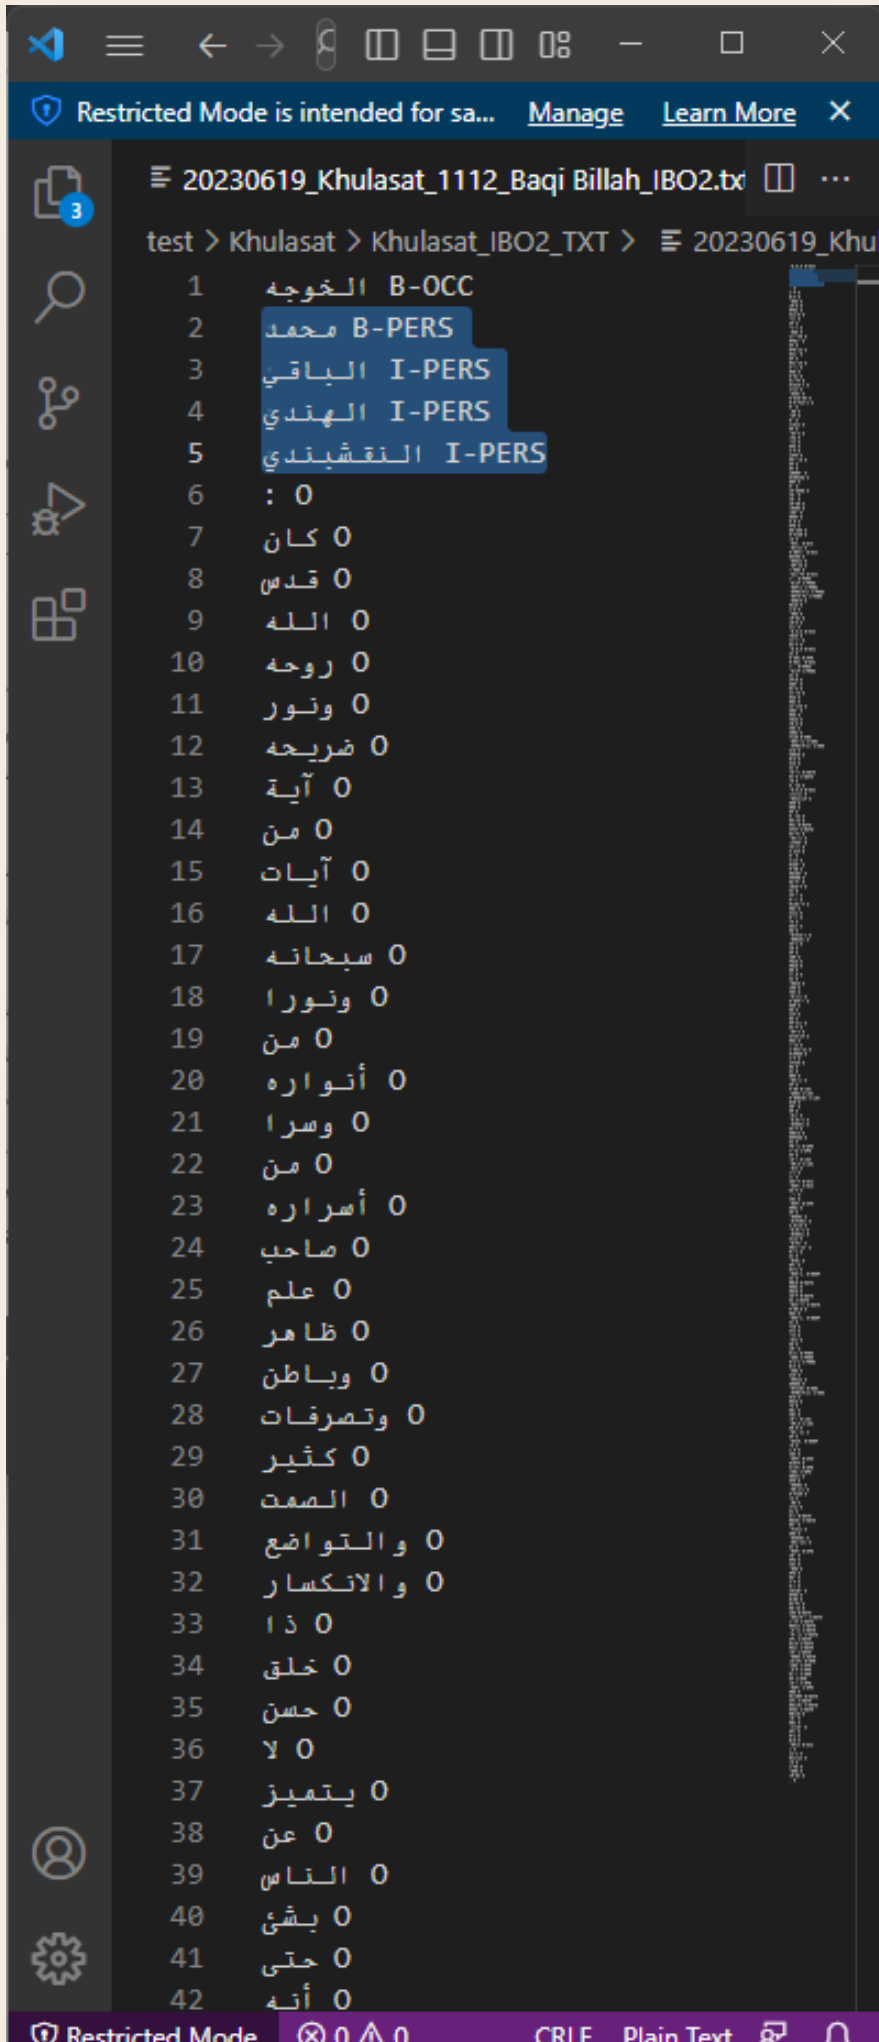 Restricted Mode is intended for sa... Manage Learn More
20230619_Khulasat_1112_Baqi Billah_IBO2.txt
test > Khulasat > Khulasat_IBO2_TXT > 20230619_Khu
3
1 الخوجه B-OCC
2 محمد B-PERS
3 الباقي I-PERS
4 الهندي I-PERS
5 النقشبندي I-PERS
6 : O
7 كان O
8 قدس O
9 الله O
10 روحه O
11 ونور O
12 ضريحه O
13 آية O
14 من O
15 آيات O
16 الله O
17 سبحانه O
18 ونورا O
19 من O
20 أنواره O
21 وسرا O
22 من O
23 أسراره O
24 صاحب O
25 علم O
26 ظاهر O
27 وباطن O
28 وتصرفات O
29 كثير O
30 الصمت O
31 والتواضع O
32 والانكسار O
33 ذا O
34 خلق O
35 حسن O
36 لا O
37 يتميز O
38 عن O
39 الناس O
40 بشئ O
41 حتى O
42 أنه O
Restricted Mode 0 0 CRLF Plain Text